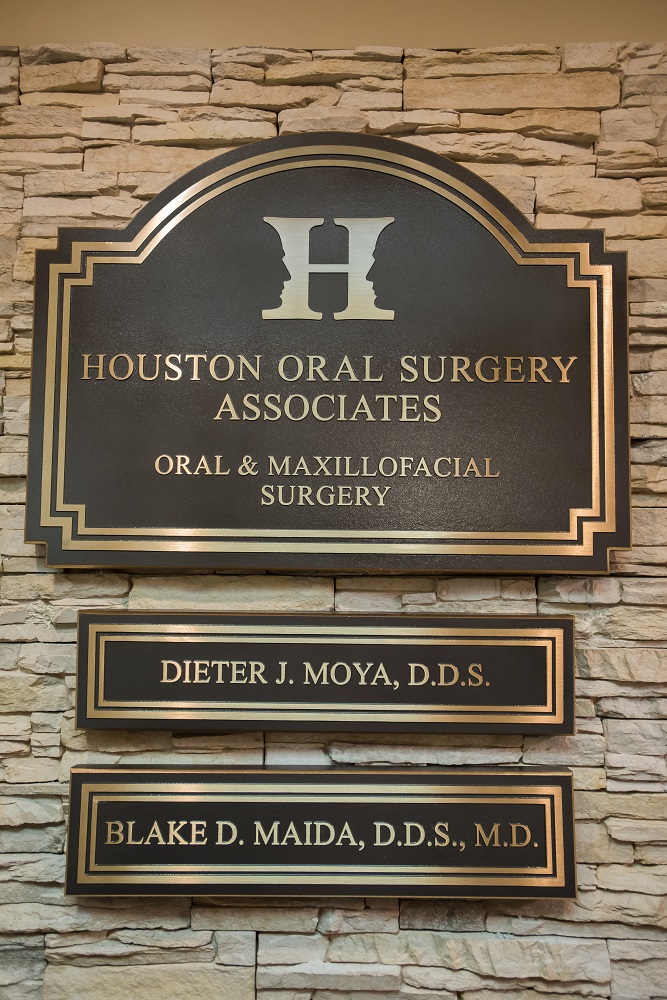 H
HOUSTON ORAL SURGERY
ASSOCIATES
ORAL & MAXILLOFACIAL
SURGERY
DIETER J. MOYA, D.D.S.
BLAKE D. MAIDA, D.D.S., M.D.